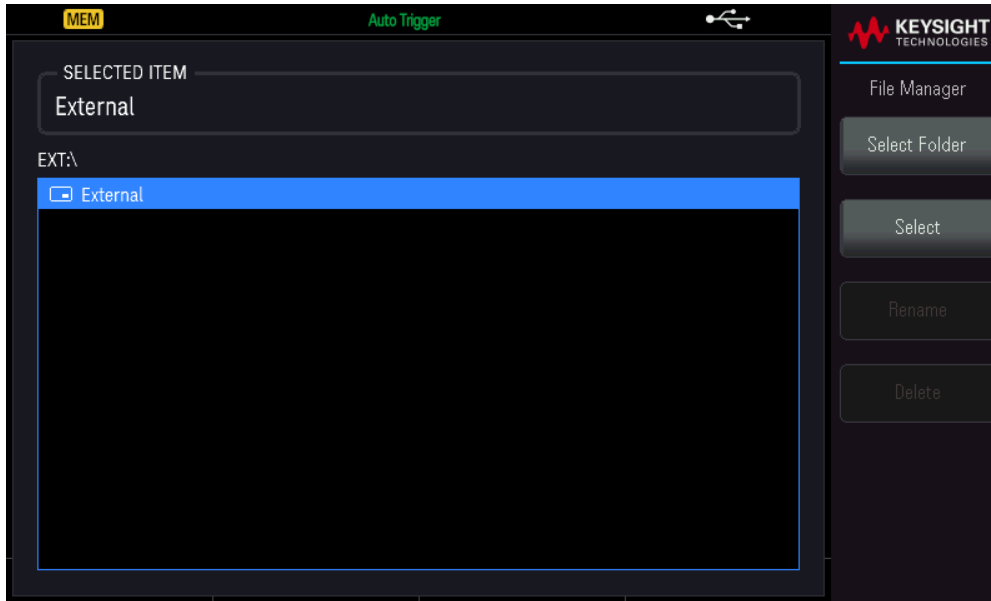 MEM
Auto Trigger
KEYSIGHT
TECHNOLOGIES
SELECTED ITEM
External
EXT:\
External
File Manager
Select Folder
Select
Rename
Delete